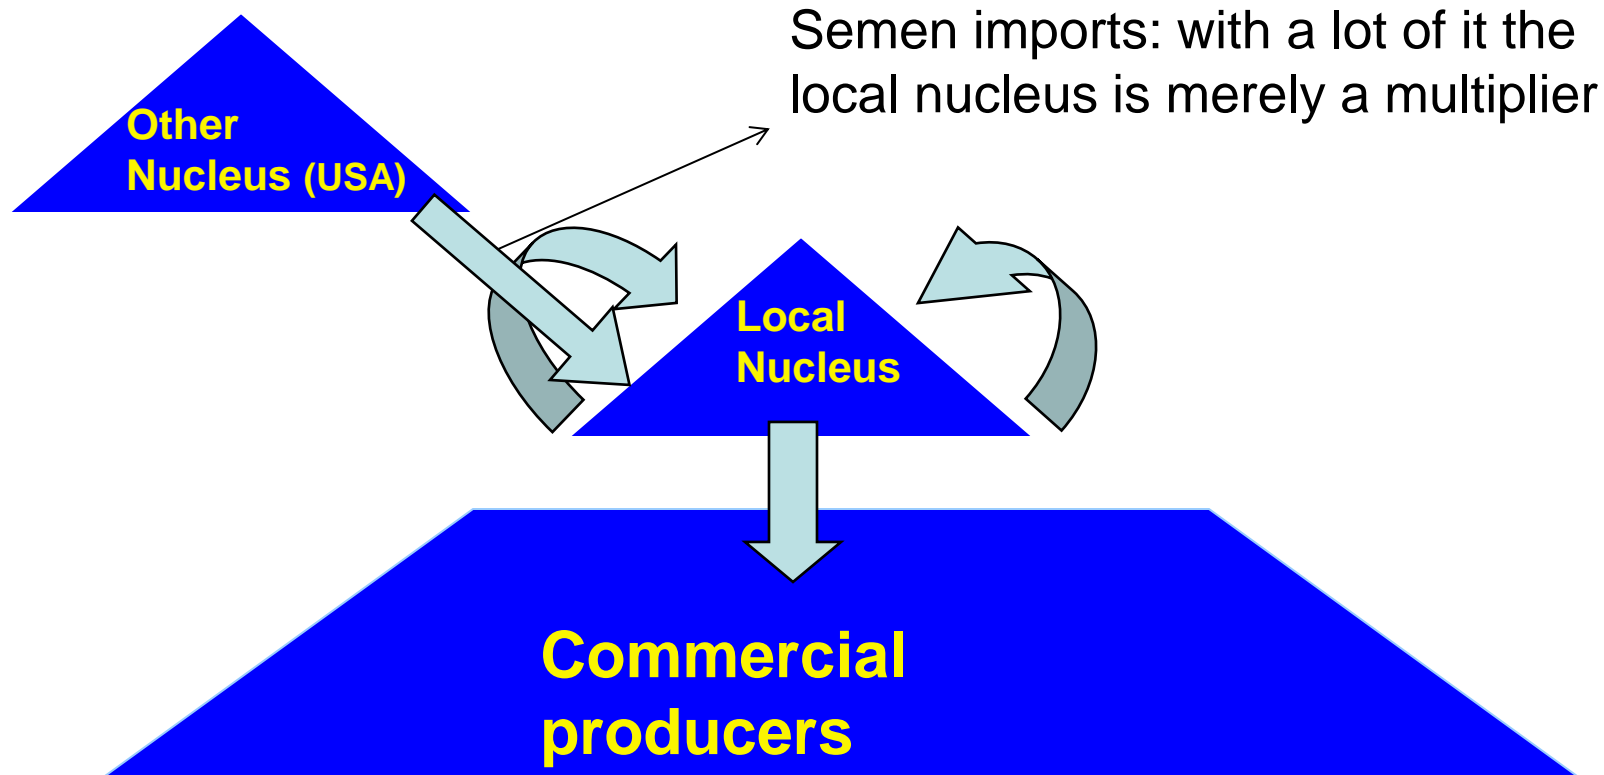 Semen imports: with a lot of it the
local nucleus is merely a multiplier
Other
Nucleus (USA)
Local
Nucleus
Commercial
producers